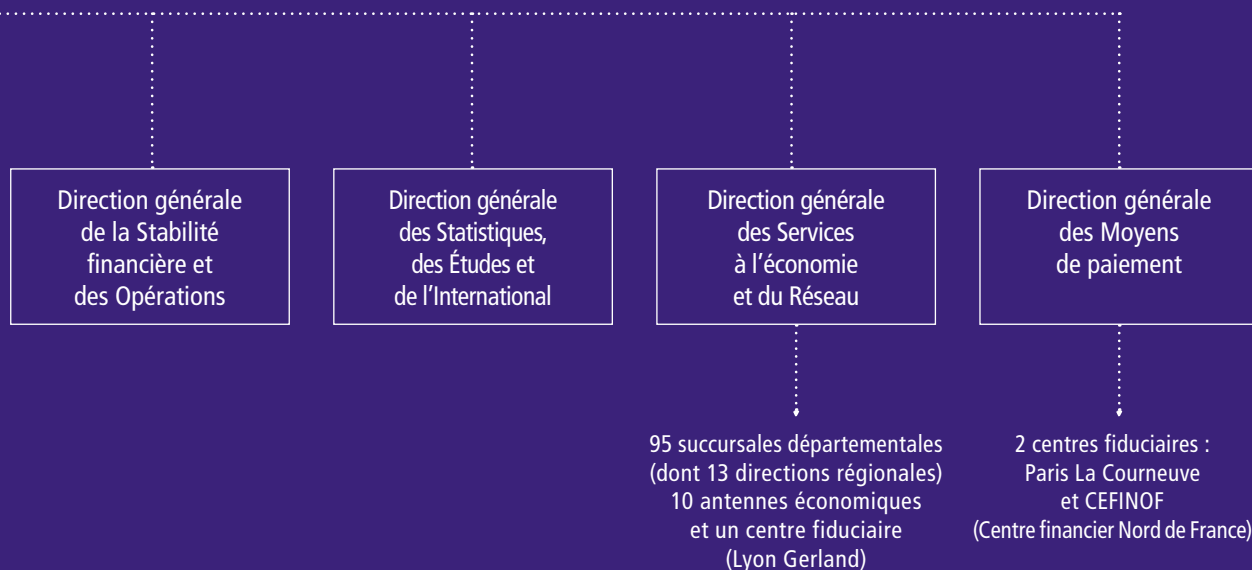 Direction générale
de la Stabilité
financière et
des Opérations
Direction générale
des Statistiques,
des Études et
de l'International
Direction générale
des Services
à l'économie
et du Réseau
Direction générale
des Moyens
de paiement
95 succursales départementales
(dont 13 directions régionales)
10 antennes économiques
et un centre fiduciaire
(Lyon Gerland)
2 centres fiduciaires :
Paris La Courneuve
et CEFINOF
(Centre financier Nord de France)